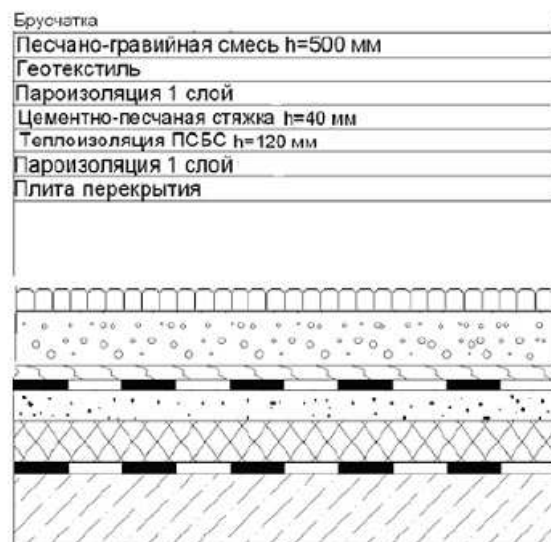 Брусчатка
Песчано-гравийная смесь h=500 мм
Геотекстиль
Пароизоляция 1 слой
Цементно-песчаная стяжка h=40 мм
Теплоизоляция ПСБС h=120 мм
Пароизоляция 1 слой
Плита перекрытия